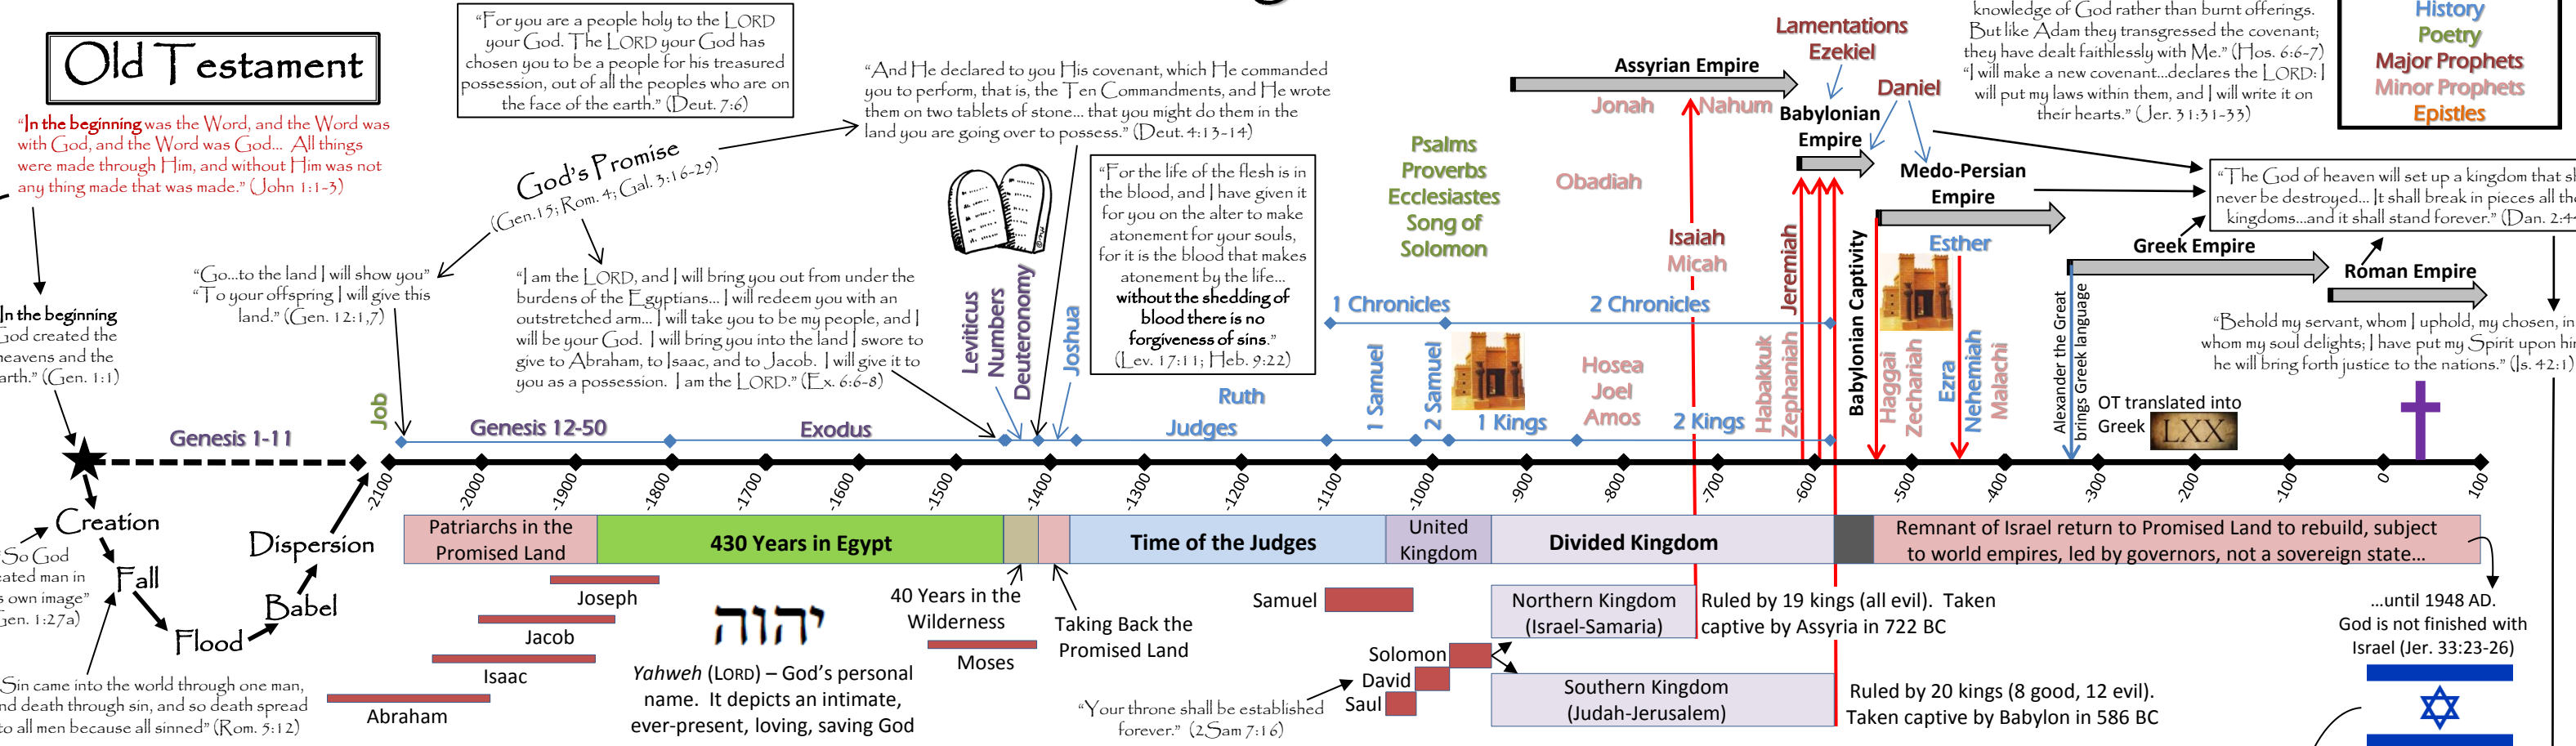 Old Testament
"In the beginning was the Word, and the Word was
with God, and the Word was God... All things
were made through Him, and without Him was not
any thing made that was made." (John 1:1-3)
"For you are a people holy to the LORD
your God. The LORD your God has
chosen you to be a people for his treasured
possession, out of all the peoples who are on
the face of the earth." (Deut. 7:6)
"And He declared to you His covenant, which He commanded
you to perform, that is, the Ten Commandments, and He wrote
them on two tablets of stone... that you might do them in the
land you are going over to possess." (Deut. 4:13-14)
God's Promise
(Gen.15; Rom. 4; Gal. 3:16-29)
"For the life of the flesh is in
the blood, and I have given it
for you on the alter to make
atonement for your souls,
for it is the blood that makes
atonement by the life...
without the shedding of
blood there is no
forgiveness of sins."
(Lev. 17:11; Heb. 9:22)
"Go...to the land I will show you"
"To your offspring I will give this
land." (Gen. 12:1,7)
"I am the LORD, and I will bring you out from under the
burdens of the Egyptians... I will redeem you with an
outstretched arm... I will take you to be my people, and I
will be your God. I will bring you into the land I swore to
give to Abraham, to Isaac, and to Jacob. I will give it to
you as a possession. I am the LORD." (Ex. 6:6-8)
In the beginning
God created the
heavens and the
earth." (Gen. 1:1)
Lamentations
Ezekiel
Daniel
Assyrian Empire
Jonah
Nahum
Babylonian
Empire
Medo-Persian
Empire
Greek Empire
Roman Empire
knowledge of God rather than burnt offerings.
But like Adam they transgressed the covenant;
they have dealt faithlessly with Me." (Hos. 6:6-7)
"I will make a new covenant...declares the LORD: I
will put my laws within them, and I will write it on
their hearts." (Jer. 31:31-33)
History
Poetry
Major Prophets
Minor Prophets
Epistles
"The God of heaven will set up a kingdom that
never be destroyed... It shall break in pieces all
kingdoms...and it shall stand forever." (Dan. 2:4
"Behold my servant, whom I uphold, my chosen, in
whom my soul delights; I have put my Spirit upon
he will bring forth justice to the nations." (Is. 42:1)
Psalms
Proverbs
Ecclesiastes
Song of
Solomon
Obadiah
Isaiah
Micah
Jeremiah
Babylonian Captivity
Esther
1 Chronicles
2 Chronicles
Leviticus
Numbers
Deuteronomy
Joshua
Ruth
1 Samuel
2 Samuel
Hosea
Joel
Amos
Habakkuk
Zephaniah
Haggai
Zechariah
Ezra
Nehemiah
Malachi
Alexander the Great
brings Greek language
OT translated into
Greek
LXX
Job
Genesis 1-11
Genesis 12-50
Exodus
Judges
1 Kings
2 Kings
-2100
-2000
-1900
-1800
-1700
-1600
-1500
-1400
-1300
-1200
-1100
-1000
-900
-800
-700
-600
-500
-400
-300
-200
-100
0
100
Creation
Fall
Flood
Babel
Dispersion
So God
ated man in
own image"
Gen. 1:27a)
Sin came into the world through one man,
nd death through sin, and so death spread
to all men because all sinned" (Rom. 5:12)
Patriarchs in the
Promised Land
430 Years in Egypt
Time of the Judges
United
Kingdom
Divided Kingdom
Remnant of Israel return to Promised Land to rebuild, subject
to world empires, led by governors, not a sovereign state...
Joseph
Jacob
Isaac
Abraham
יהוה
Yahweh (LORD) – God's personal
name. It depicts an intimate,
ever-present, loving, saving God
40 Years in the
Wilderness
Moses
Taking Back the
Promised Land
Samuel
Solomon
David
Saul
"Your throne shall be established
forever." (2Sam 7:16)
Northern Kingdom
(Israel-Samaria)
Ruled by 19 kings (all evil). Taken
captive by Assyria in 722 BC
Southern Kingdom
(Judah-Jerusalem)
Ruled by 20 kings (8 good, 12 evil).
Taken captive by Babylon in 586 BC
...until 1948 AD.
God is not finished with
Israel (Jer. 33:23-26)